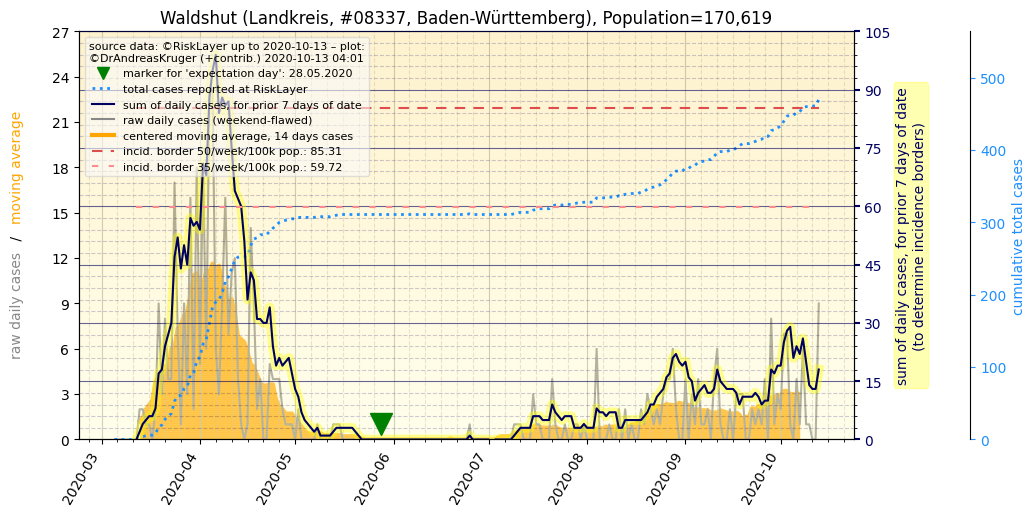 Waldshut (Landkreis, #08337, Baden-Württemberg), Population=170,619
source data: ©RiskLayer up to 2020-10-13 – plot:
©DrAndreasKruger (+contrib.) 2020-10-13 04:01
marker for 'expectation day': 28.05.2020
total cases reported at RiskLayer
sum of daily cases, for prior 7 days of date
raw daily cases (weekend-flawed)
centered moving average, 14 days cases
incid. border 50/week/100k pop.: 85.31
incid. border 35/week/100k pop.: 59.72
raw daily cases / moving average
27
24
21
18
15
12
9
6
3
0
2020-03
2020-04
2020-05
2020-06
2020-07
2020-08
2020-09
2020-10
105
90
75
60
45
30
15
0
sum of daily cases, for prior 7 days of date
(to determine incidence borders)
500
400
300
200
100
0
cumulative total cases